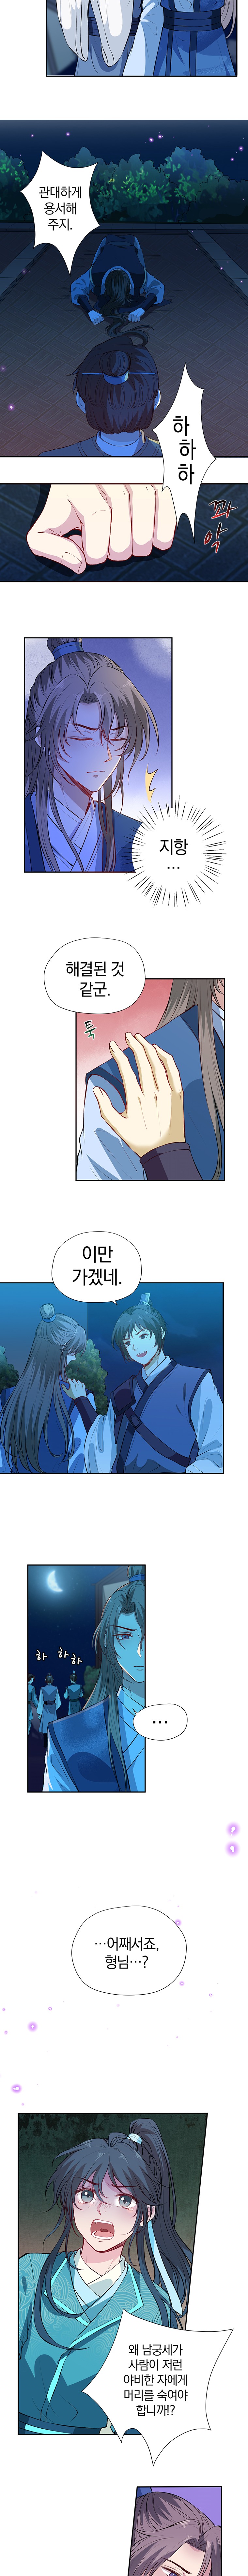 관대하게
용서해
주지.
하
하
하
꽈
악
지항
…
해결된 것
같군.
툭
이만
가겠네.
하 하하
…
…어째서죠,
형님…?
왜 남궁세가
사람이 저런
야비한 자에게
머리를 숙여야
합니까!?